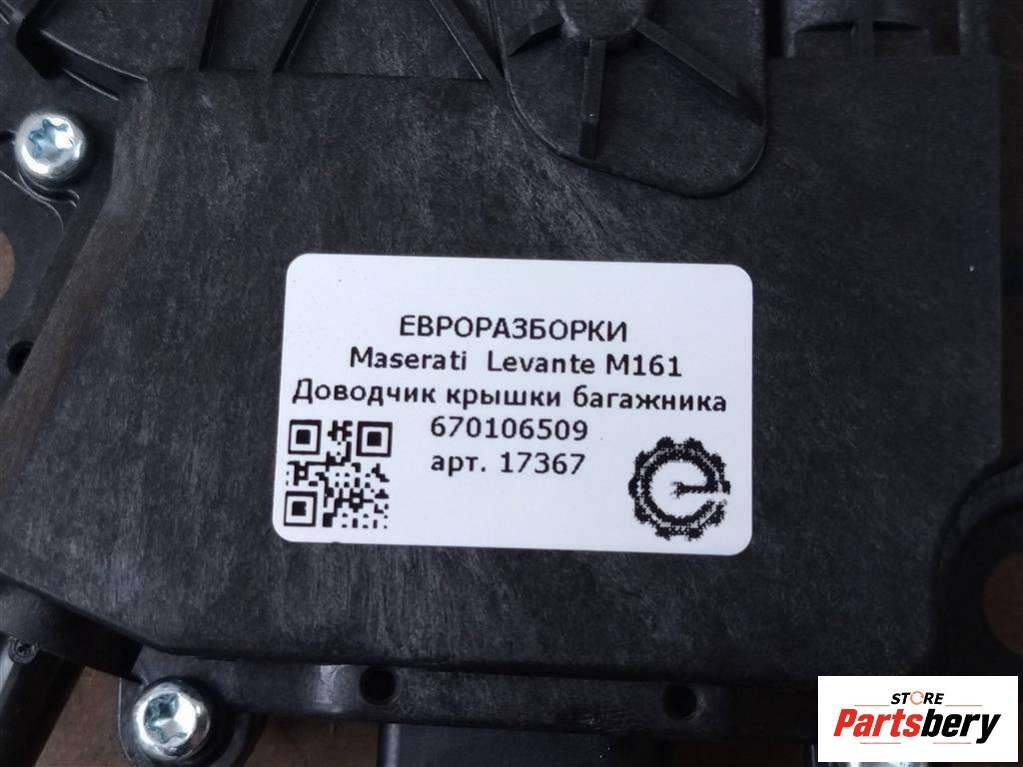 ЕВРОРАЗБОРКИ
Maserati Levante M161
Доводчик крышки багажника
670106509
арт. 17367
STORE
Partsbery